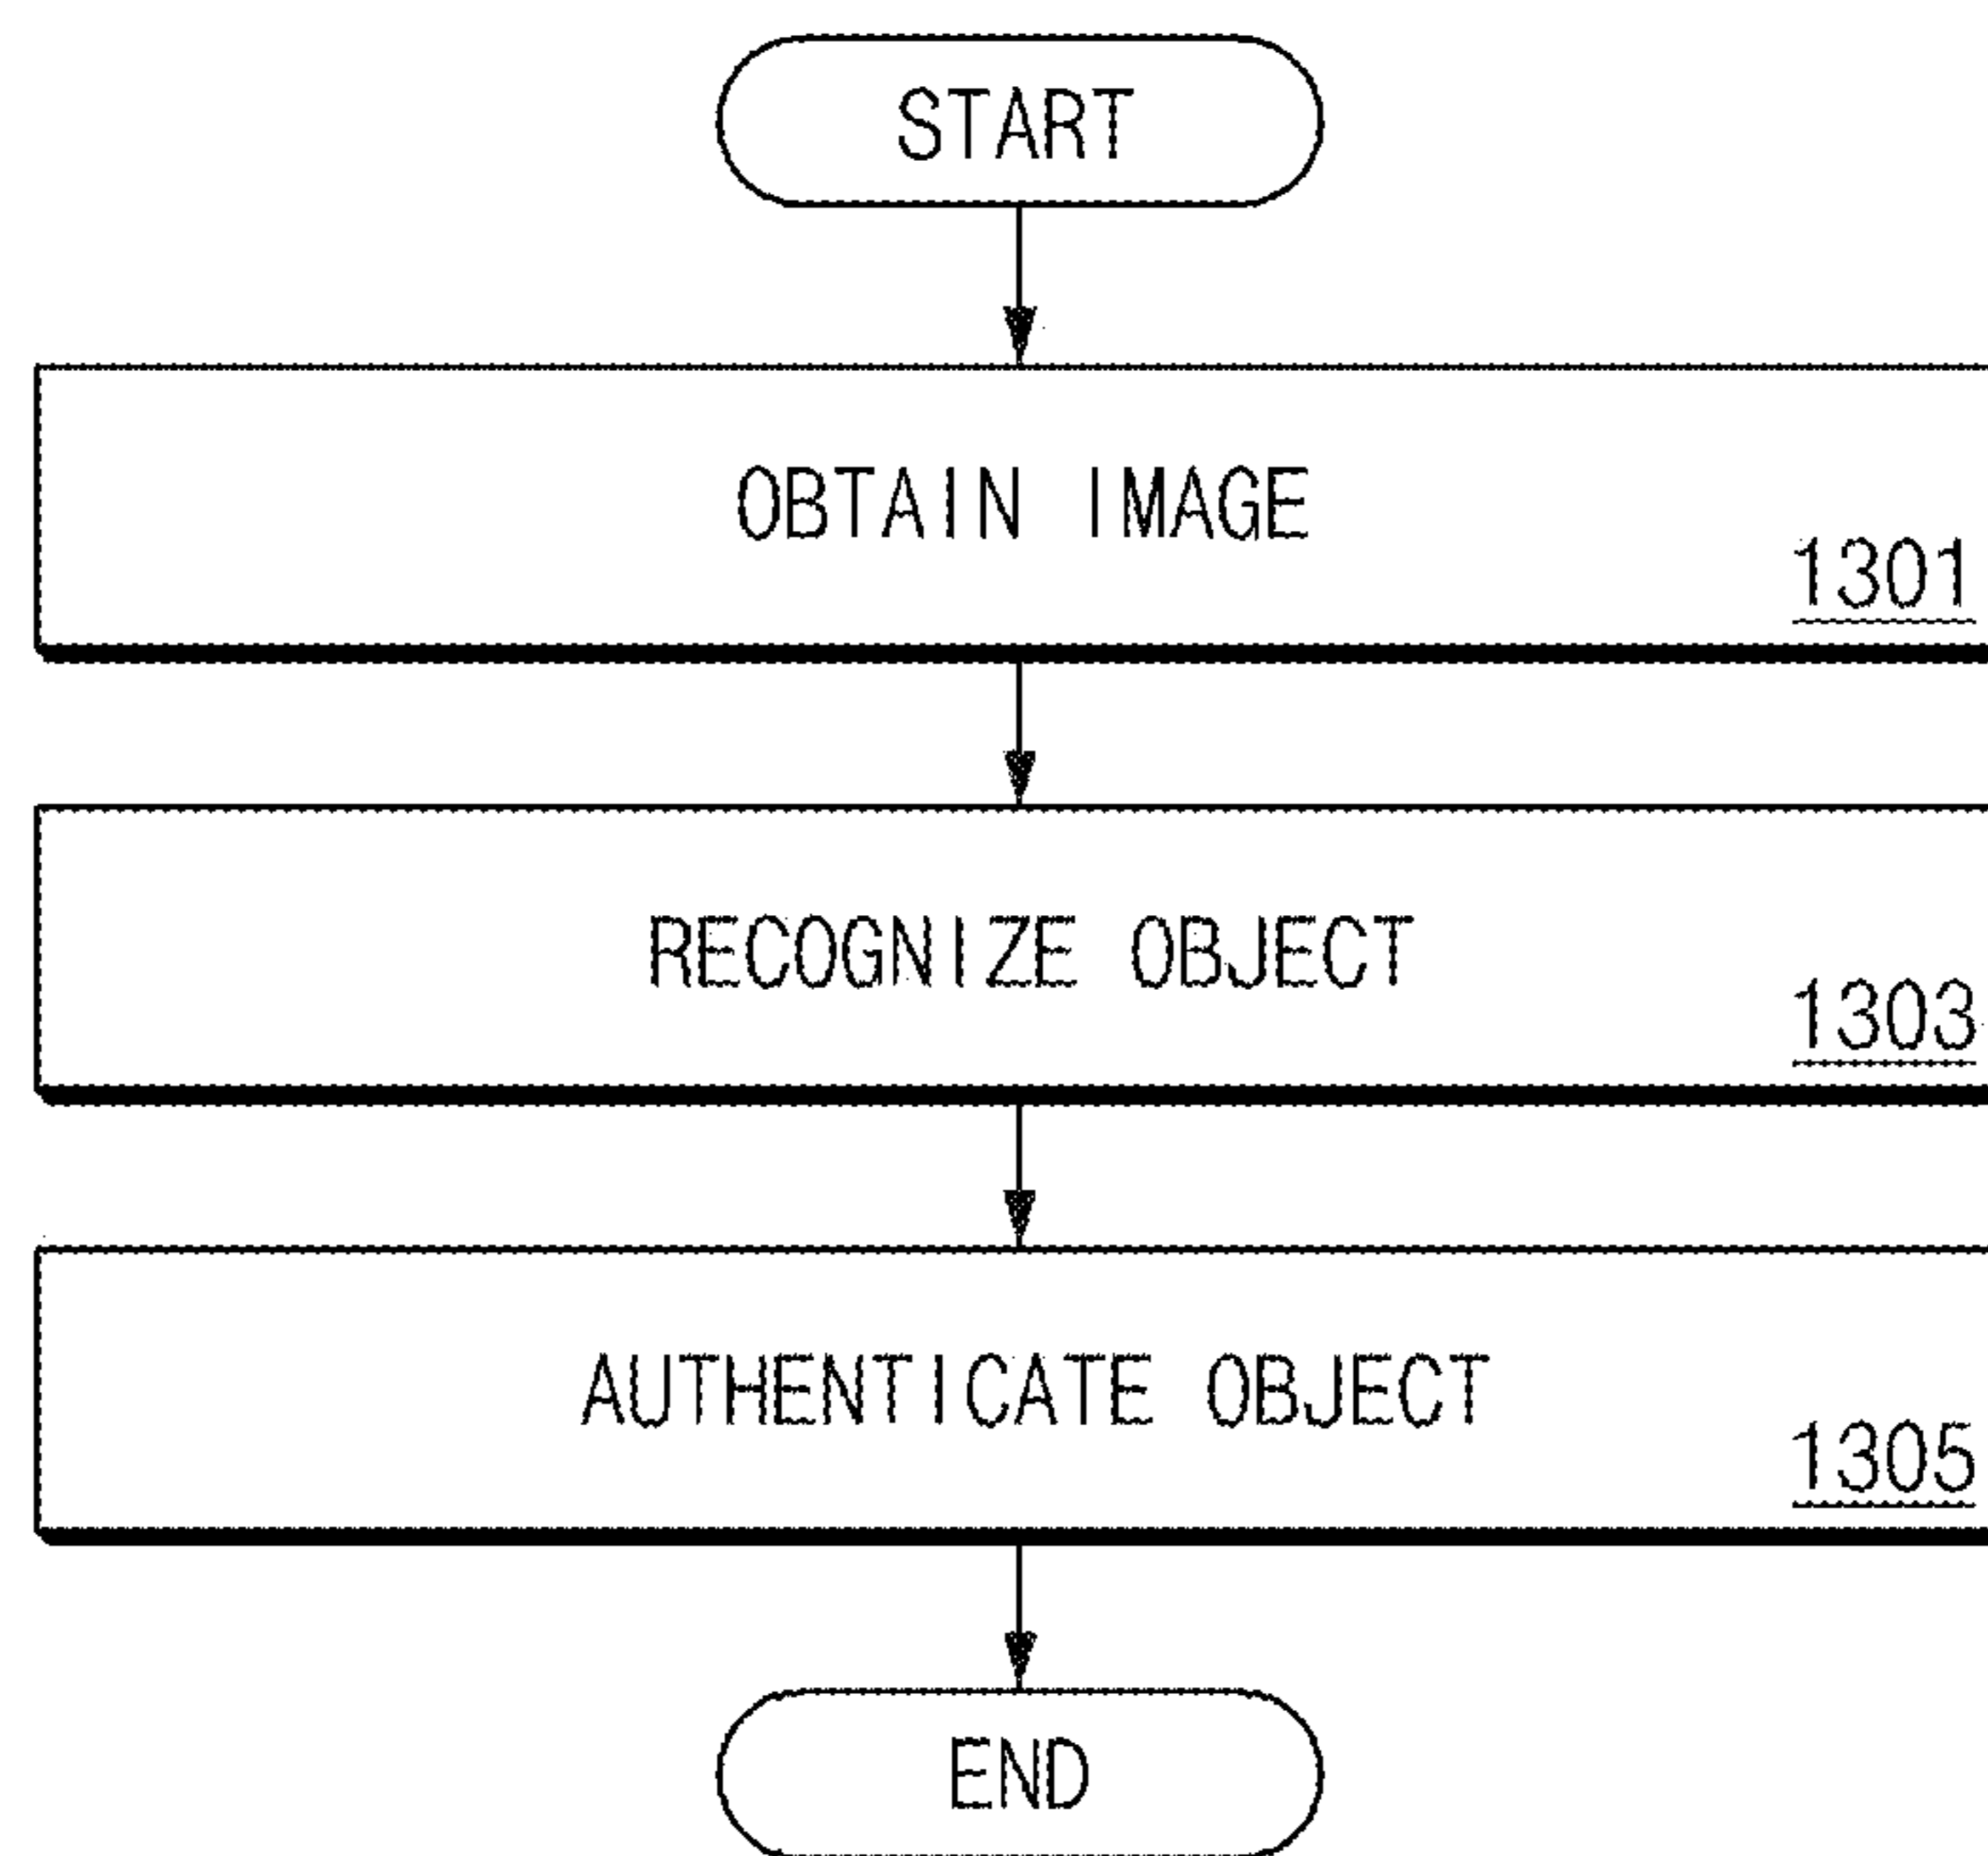 START
OBTAIN IMAGE
1301
RECOGNIZE OBJECT
1303
AUTHENTICATE OBJECT
1305
END